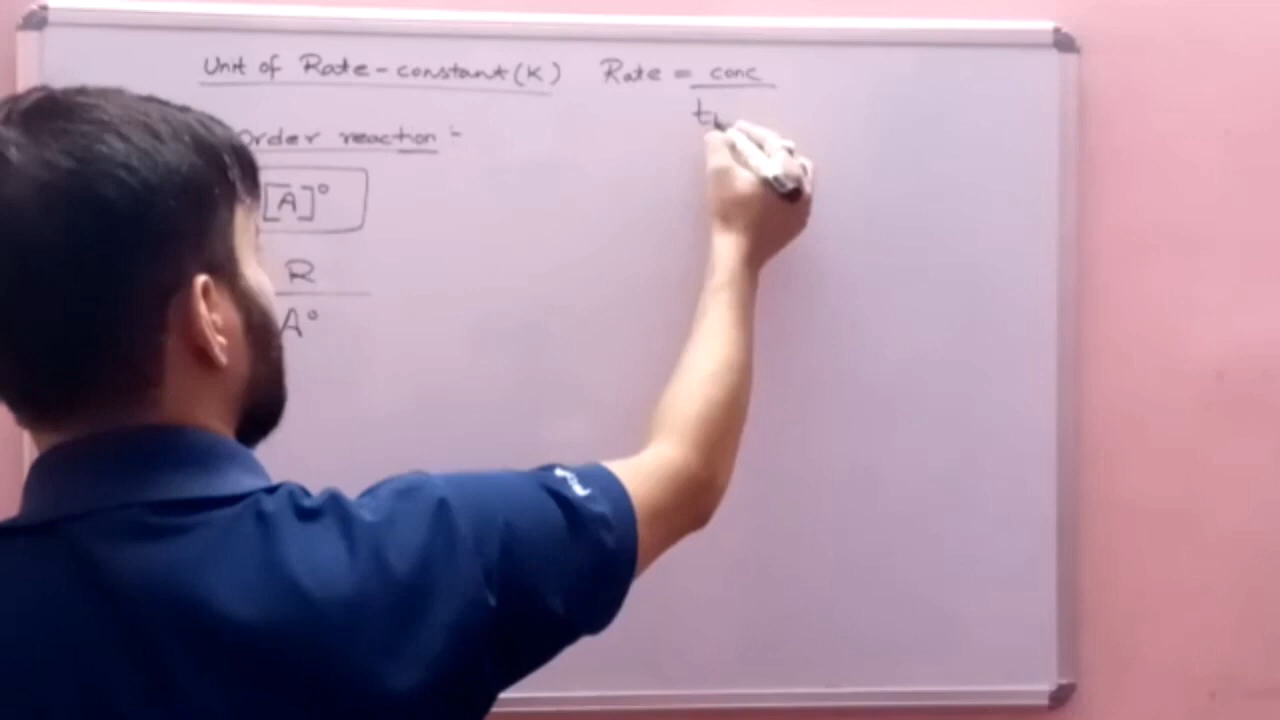 Unit of Rate-constant(K) Rate = conc
t
Order reaction :-
[A]°
R
A°